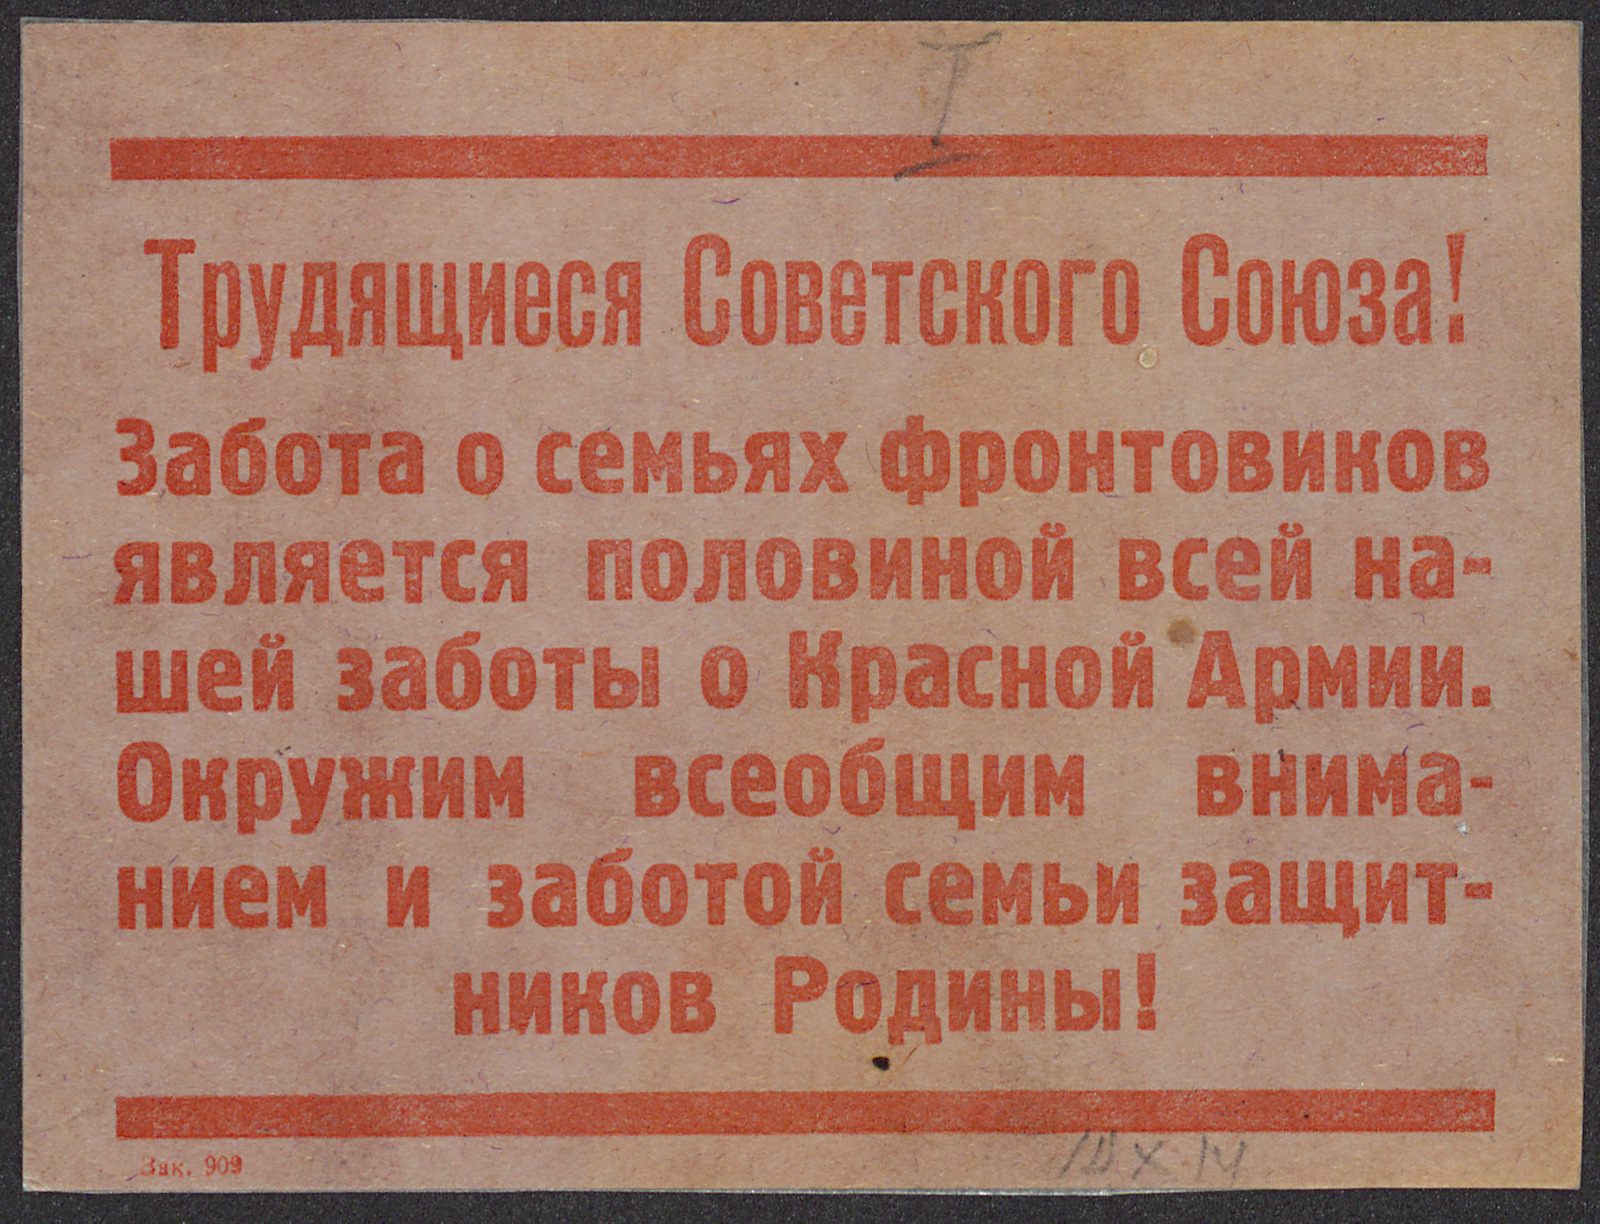 I
Трудящиеся Советского Союза!
Забота о семьях фронтовиков
является половиной всей на-
шей заботы о Красной Армии.
Окружим всеобщим внима-
нием и заботой семьи защит-
ников Родины!
Зак. 909